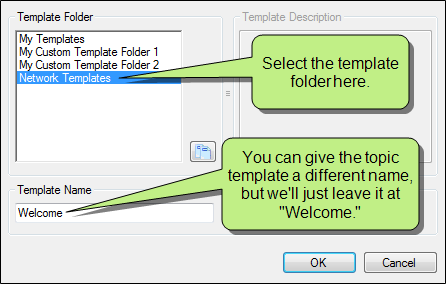 Template Folder
Template Description
My Templates
My Custom Template Folder 1
My Custom Template Folder 2
Network Templates
Select the template
folder here.
You can give the topic
template a different name,
but we'll just leave it at
"Welcome."
Template Name
Welcome
OK
Cancel